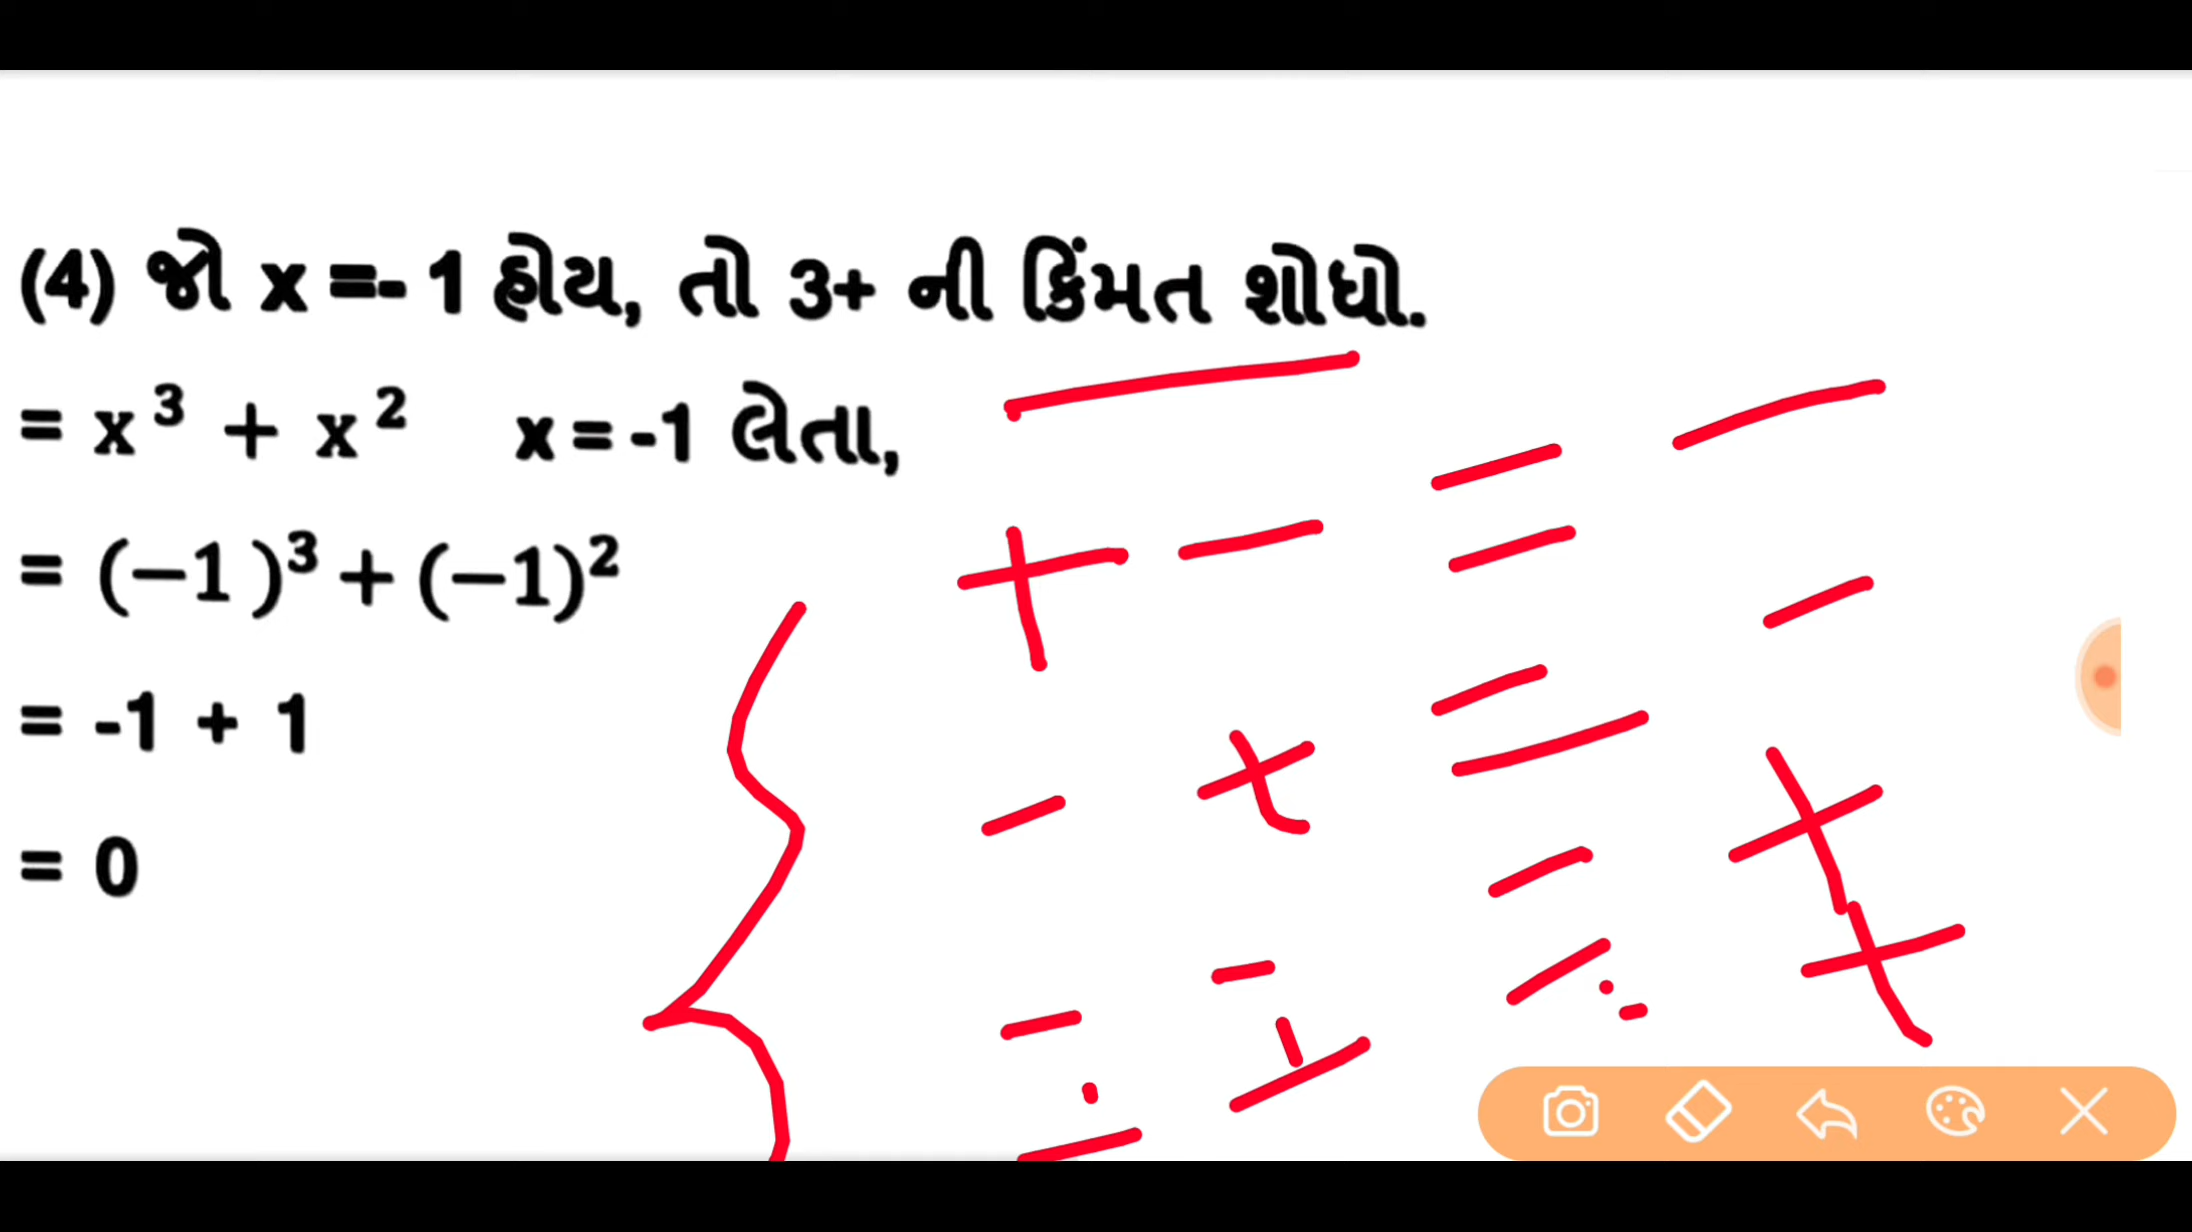 (4) જો x =- 1 હોય, તો 3+ ની કિંમત શોધો.
= x³ + x² x = -1 લેતા,
= (−1 )³ + (−1)²
= -1 + 1
= 0